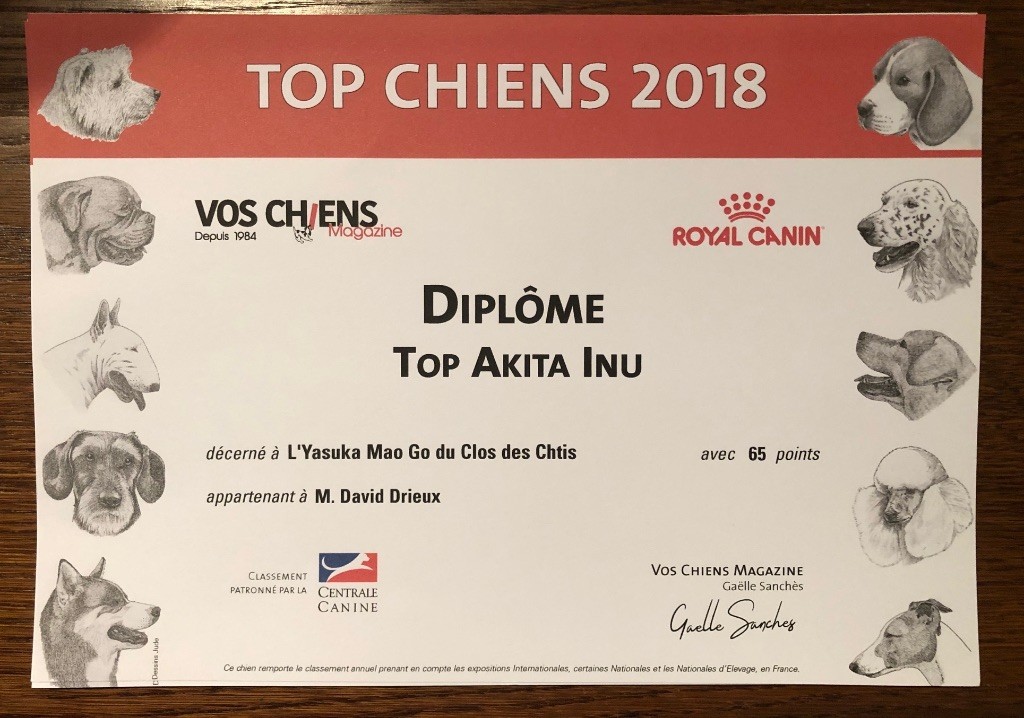 TOP CHIENS 2018
VOS CHIENS
Magazine
Depuis 1984
ROYAL CANIN
DIPLÔME
TOP AKITA INU
décerné à L'Yasuka Mao Go du Clos des Chtis avec 65 points
appartenant à M. David Drieux
CLASSEMENT
PATRONNÉ PAR LA
CENTRALE
CANINE
VOS CHIENS MAGAZINE
Gaëlle Sanchès
Gaelle Sanches
©Dessins Jude
Ce chien remporte le classement annuel prenant en compte les expositions Internationales, certaines Nationales et les Nationales d'Elevage, en France.